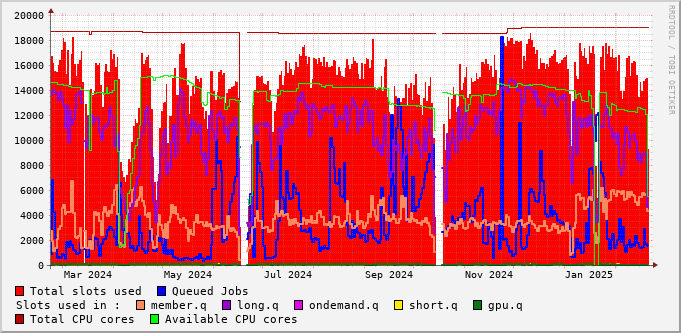 20000
18000
16000
14000
12000
10000
8000
6000
4000
2000
0
Mar 2024 May 2024 Jul 2024 Sep 2024 Nov 2024 Jan 2025
RRDTOOL / TOBI OETIKER
Total slots used Queued Jobs
Slots used in : member.q long.q ondemand.q short.q gpu.q
Total CPU cores Available CPU cores